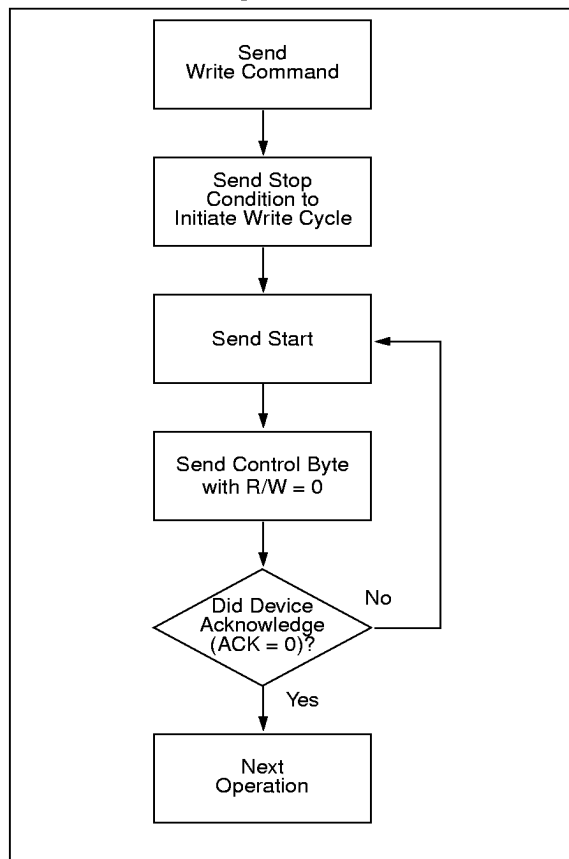 Send
Write Command
Send Stop
Condition to
Initiate Write Cycle
Send Start
Send Control Byte
with R/W = 0
Did Device
Acknowledge
(ACK = 0)?
No
Yes
Next
Operation